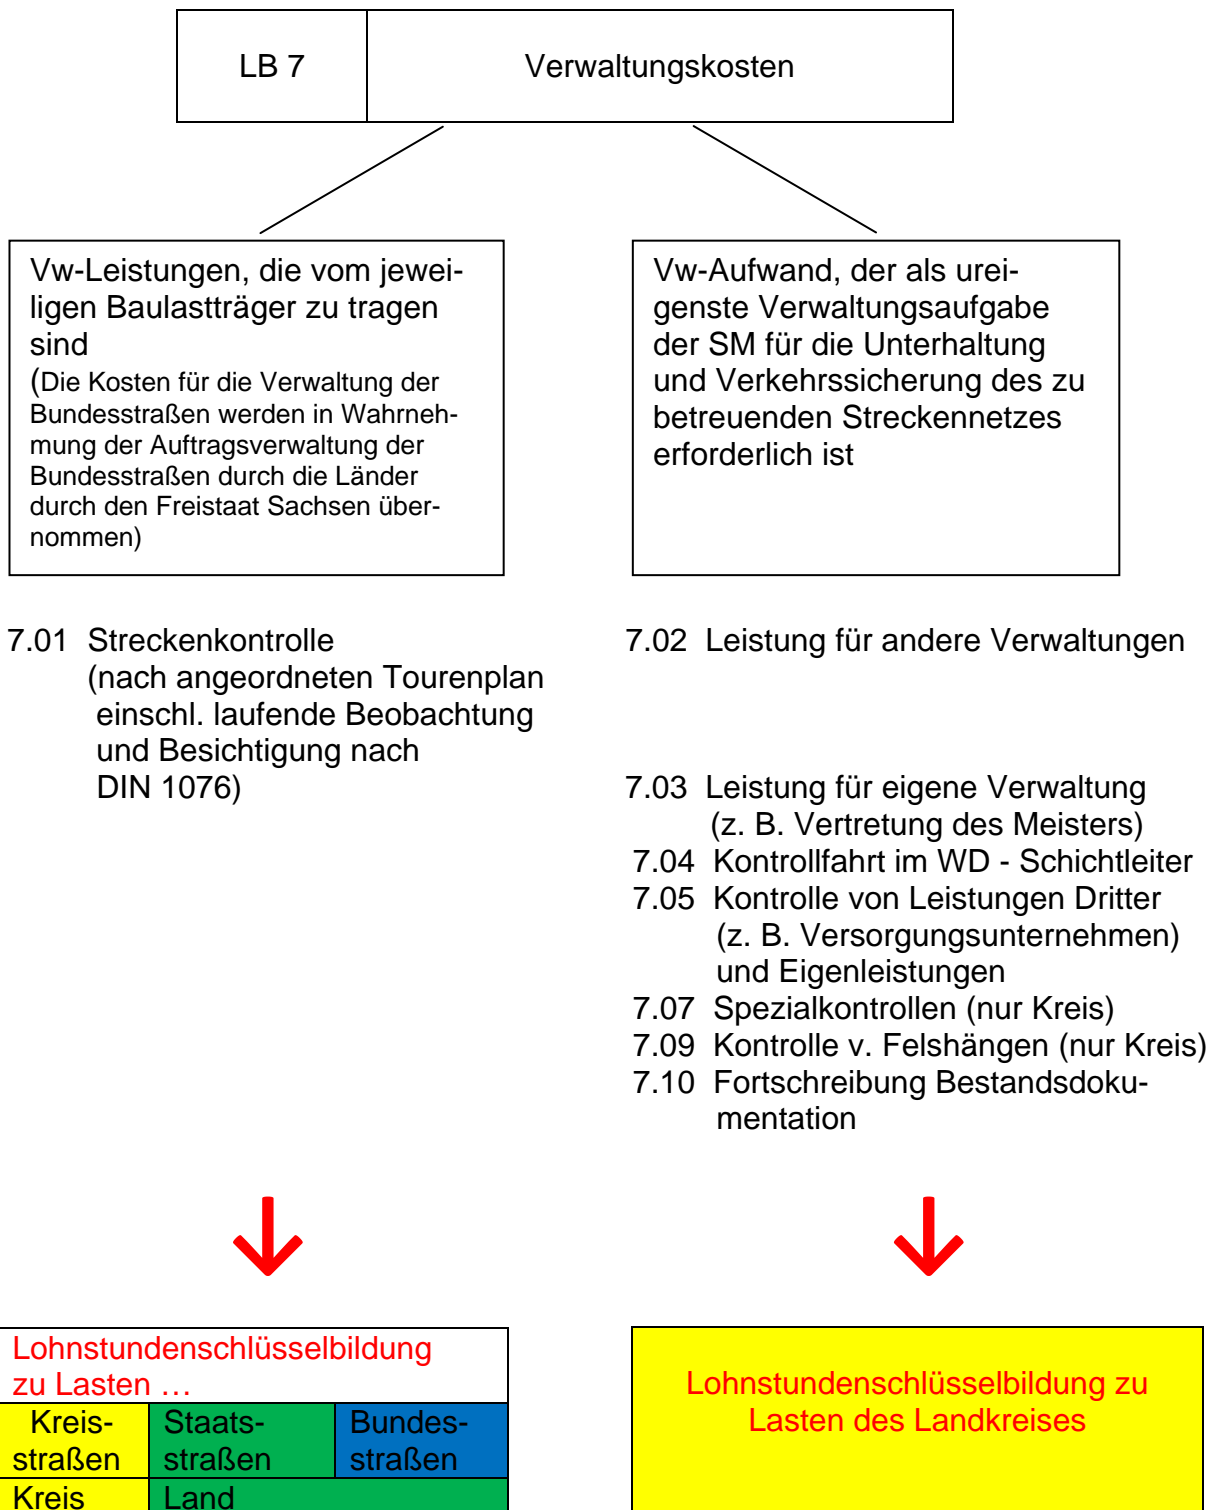 LB 7
Verwaltungskosten
Vw-Leistungen, die vom jewei-
ligen Baulastträger zu tragen
sind
(Die Kosten für die Verwaltung der
Bundesstraßen werden in Wahrneh-
mung der Auftragsverwaltung der
Bundesstraßen durch die Länder
durch den Freistaat Sachsen über-
nommen)
Vw-Aufwand, der als urei-
genste Verwaltungsaufgabe
der SM für die Unterhaltung
und Verkehrssicherung des zu
betreuenden Streckennetzes
erforderlich ist
7.01 Streckenkontrolle
(nach angeordneten Tourenplan
einschl. laufende Beobachtung
und Besichtigung nach
DIN 1076)
7.02 Leistung für andere Verwaltungen
7.03 Leistung für eigene Verwaltung
(z. B. Vertretung des Meisters)
7.04 Kontrollfahrt im WD - Schichtleiter
7.05 Kontrolle von Leistungen Dritter
(z. B. Versorgungsunternehmen)
und Eigenleistungen
7.07 Spezialkontrollen (nur Kreis)
7.09 Kontrolle v. Felshängen (nur Kreis)
7.10 Fortschreibung Bestandsdoku-
mentation
Lohnstundenschlüsselbildung
zu Lasten …
Kreis-
straßen
Staats-
straßen
Bundes-
straßen
Kreis
Land
Lohnstundenschlüsselbildung zu
Lasten des Landkreises